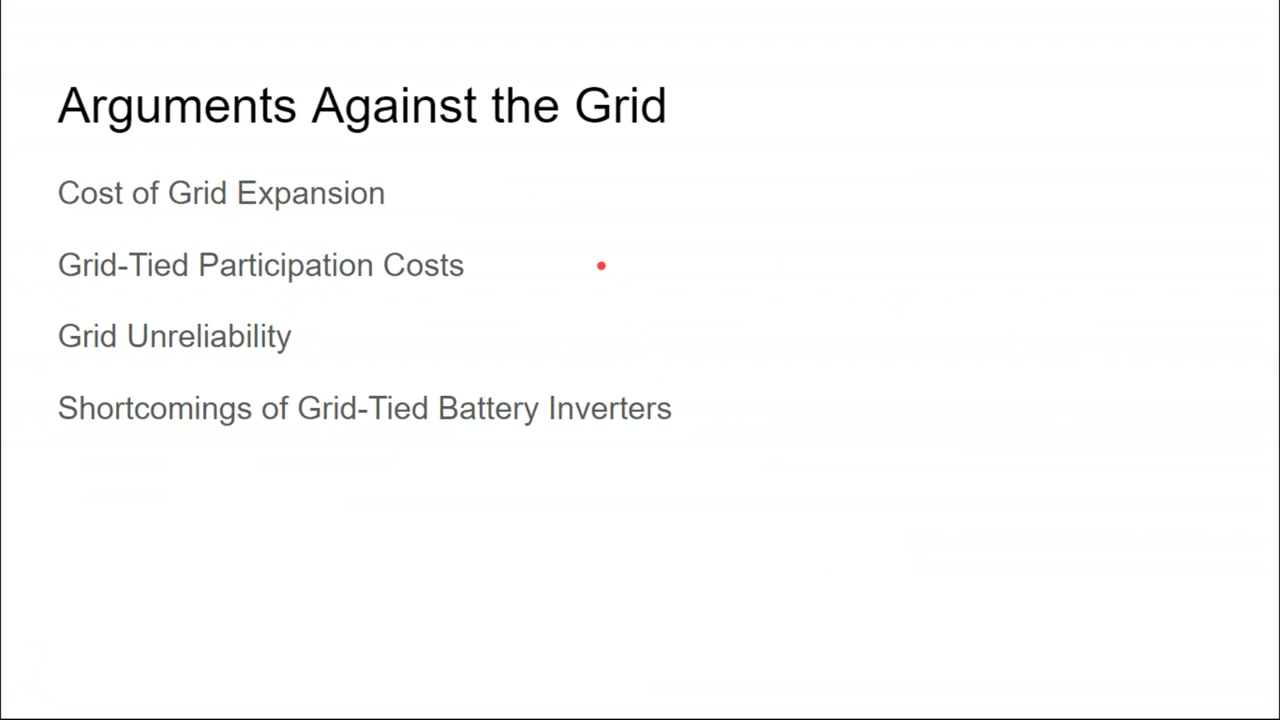 Arguments Against the Grid
Cost of Grid Expansion
Grid-Tied Participation Costs
Grid Unreliability
Shortcomings of Grid-Tied Battery Inverters